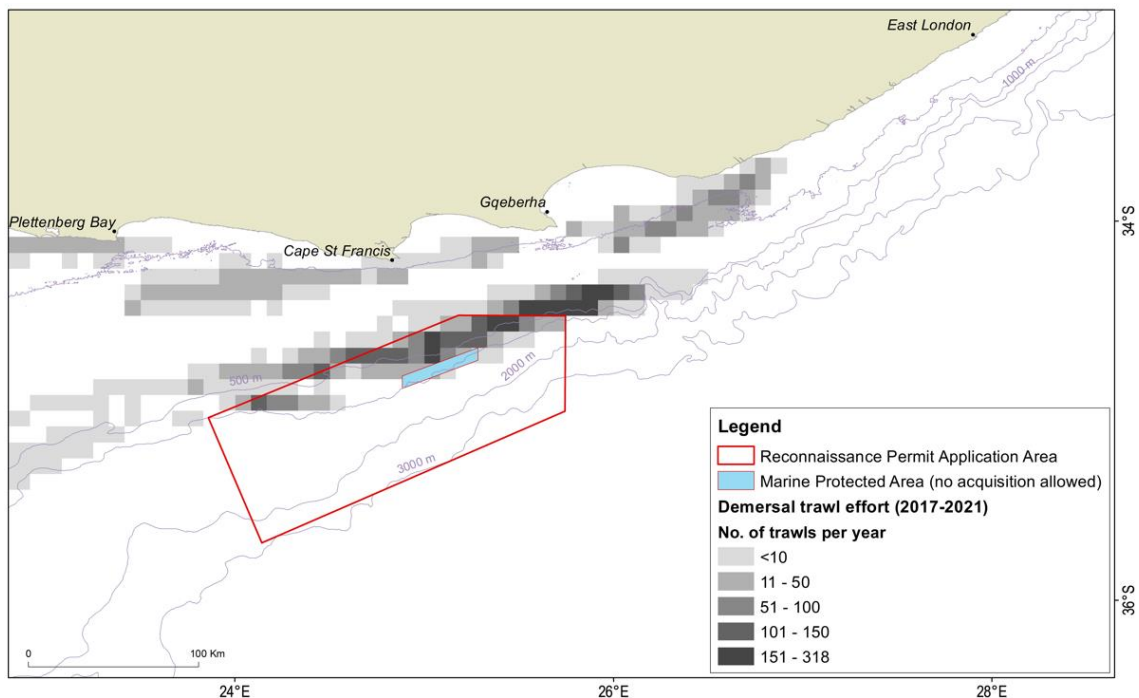 East London
1000 m
Gqeberha
Plettenberg Bay
34°S
Cape St Francis
500 m
2000 m
3000 m
Legend
Reconnaissance Permit Application Area
Marine Protected Area (no acquisition allowed)
Demersal trawl effort (2017-2021)
No. of trawls per year
<10
11 - 50
51 - 100
101 - 150
151 - 318
36°S
0 100 Km
24°E 26°E 28°E